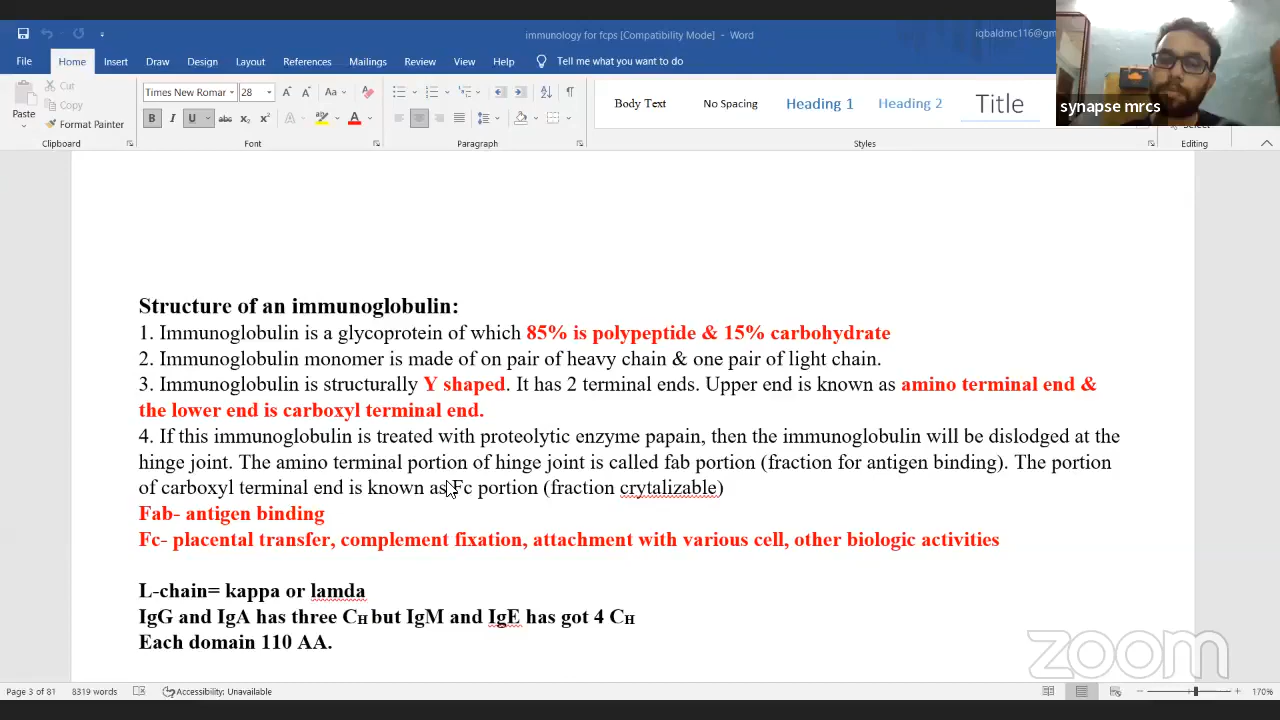 immunology for fcps [Compatibility Mode] - Word
iqbaldmc116@gm
File Home Insert Draw Design Layout References Mailings Review View Help Tell me what you want to do
Cut
Copy
Paste
Format Painter
Times New Romar 28
Body Text No Spacing Heading 1 Heading 2 Title
synapse mrcs
Clipboard Font Paragraph Styles Editing
Structure of an immunoglobulin:
1. Immunoglobulin is a glycoprotein of which 85% is polypeptide & 15% carbohydrate
2. Immunoglobulin monomer is made of on pair of heavy chain & one pair of light chain.
3. Immunoglobulin is structurally Y shaped. It has 2 terminal ends. Upper end is known as amino terminal end &
the lower end is carboxyl terminal end.
4. If this immunoglobulin is treated with proteolytic enzyme papain, then the immunoglobulin will be dislodged at the
hinge joint. The amino terminal portion of hinge joint is called fab portion (fraction for antigen binding). The portion
of carboxyl terminal end is known as Fc portion (fraction crytalizable)
Fab- antigen binding
Fc- placental transfer, complement fixation, attachment with various cell, other biologic activities
L-chain= kappa or lamda
IgG and IgA has three CH but IgM and IgE has got 4 CH
Each domain 110 AA.
zoom
Page 3 of 81 8319 words Accessibility: Unavailable 170%